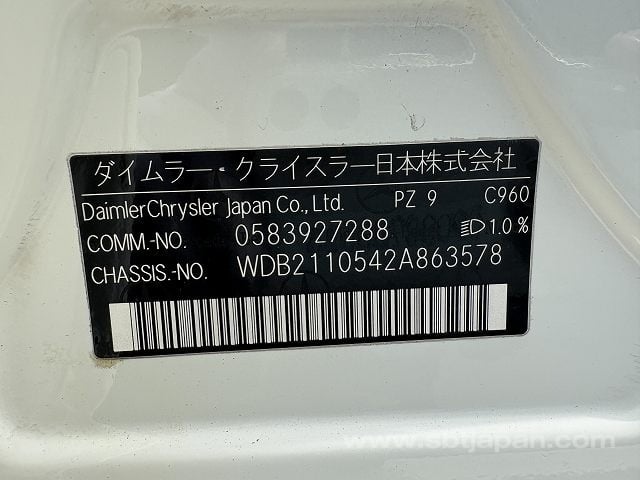 ダイムラー・クライスラー日本株式会社
DaimlerChrysler Japan Co., Ltd. PZ 9 C960
COMM.-NO. 0583927288 1.0%
CHASSIS.-NO. WDB2110542A863578
www.sbtjapan.com